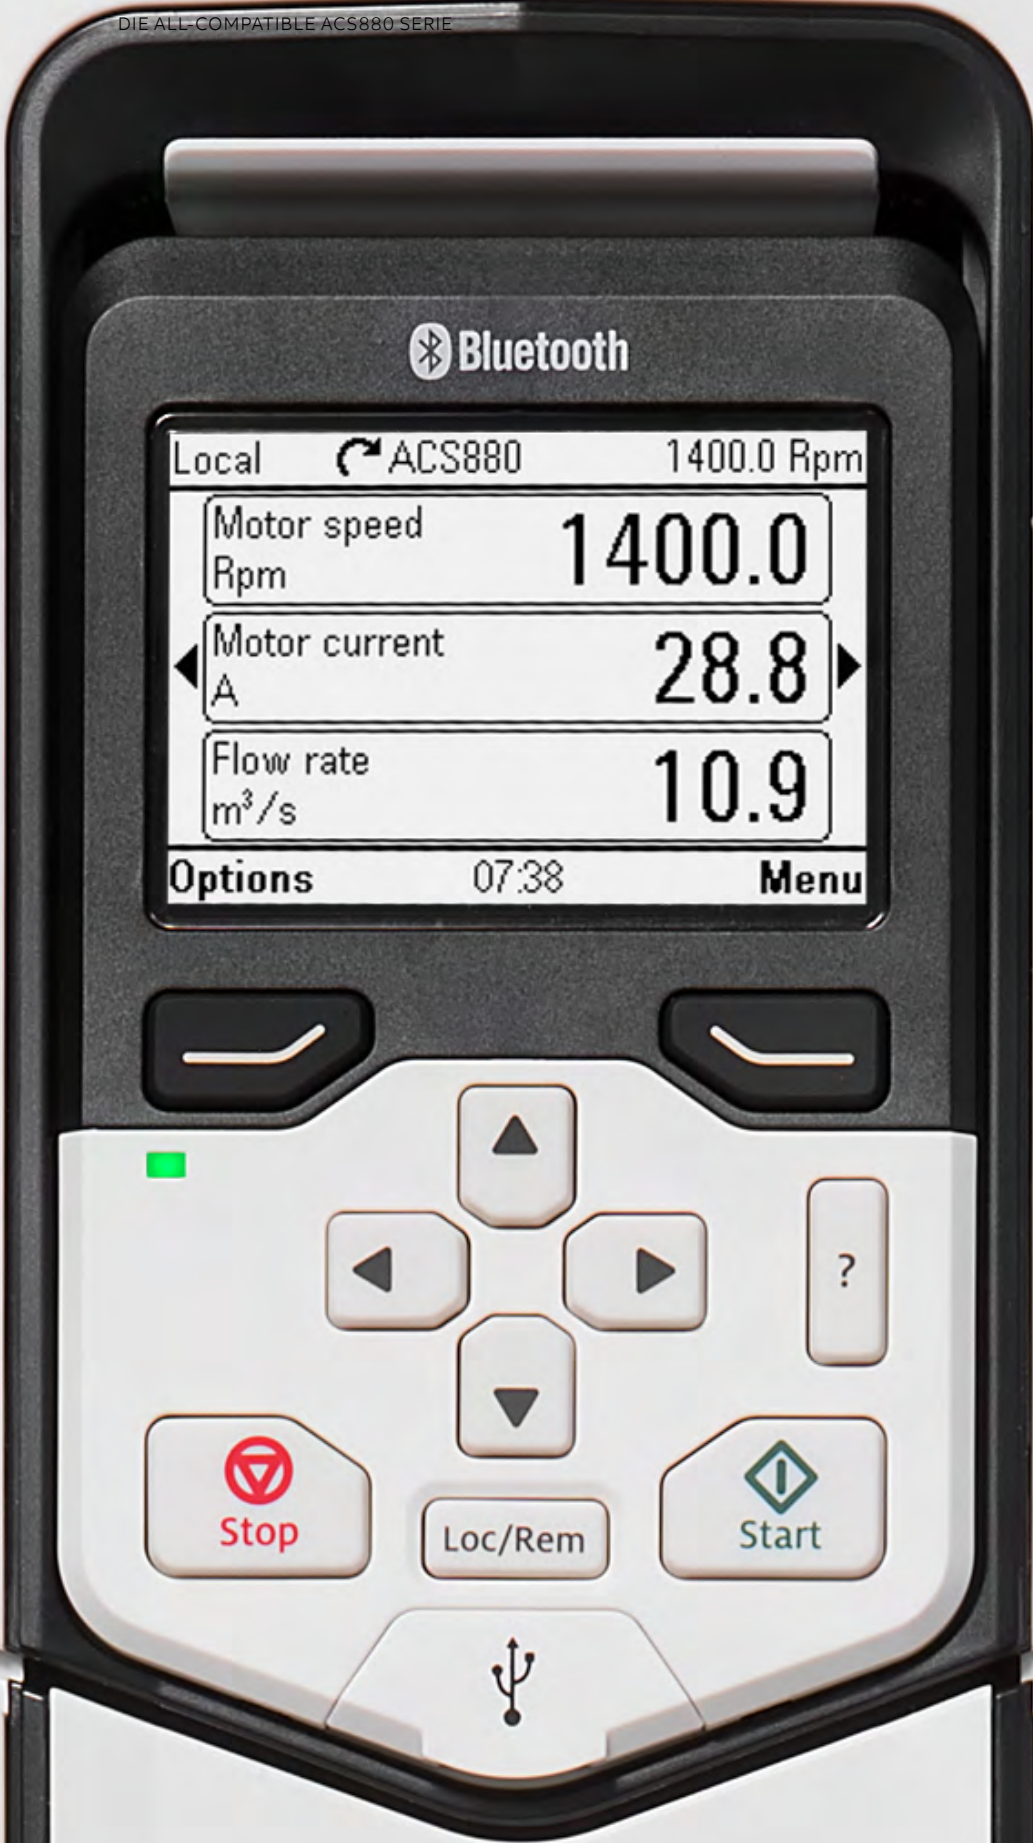 DIE ALL-COMPATIBLE ACS880 SERIE
Bluetooth
Local ACS880 1400.0 Rpm
Motor speed 1400.0
Rpm
Motor current 28.8
A
Flow rate 10.9
m³/s
Options 07:38 Menu
?
Stop
Loc/Rem
Start